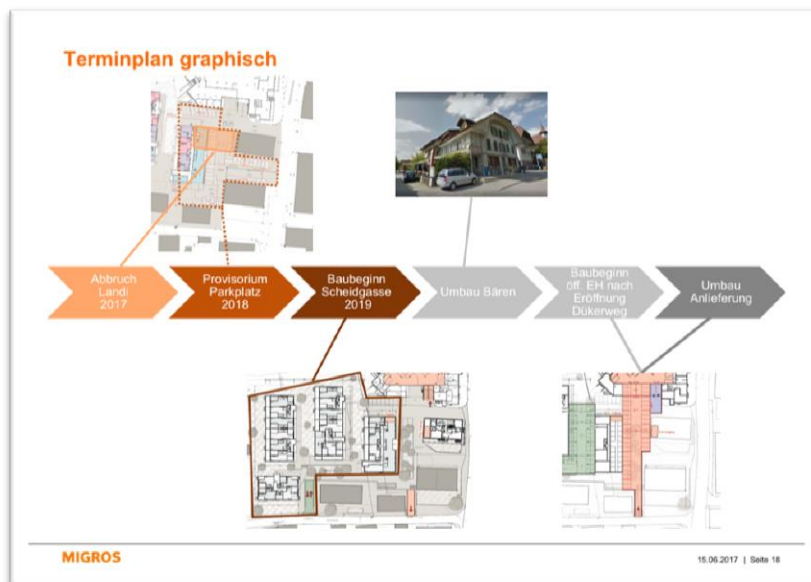 Terminplan graphisch
Abbruch
Landi
2017
Provisorium
Parkplatz
2018
Baubeginn
Scheidgasse
2019
Umbau Bären
Baubeginn
öff. EH nach
Eröffnung
Dükerweg
Umbau
Anlieferung
MIGROS
15.06.2017 | Seite 18